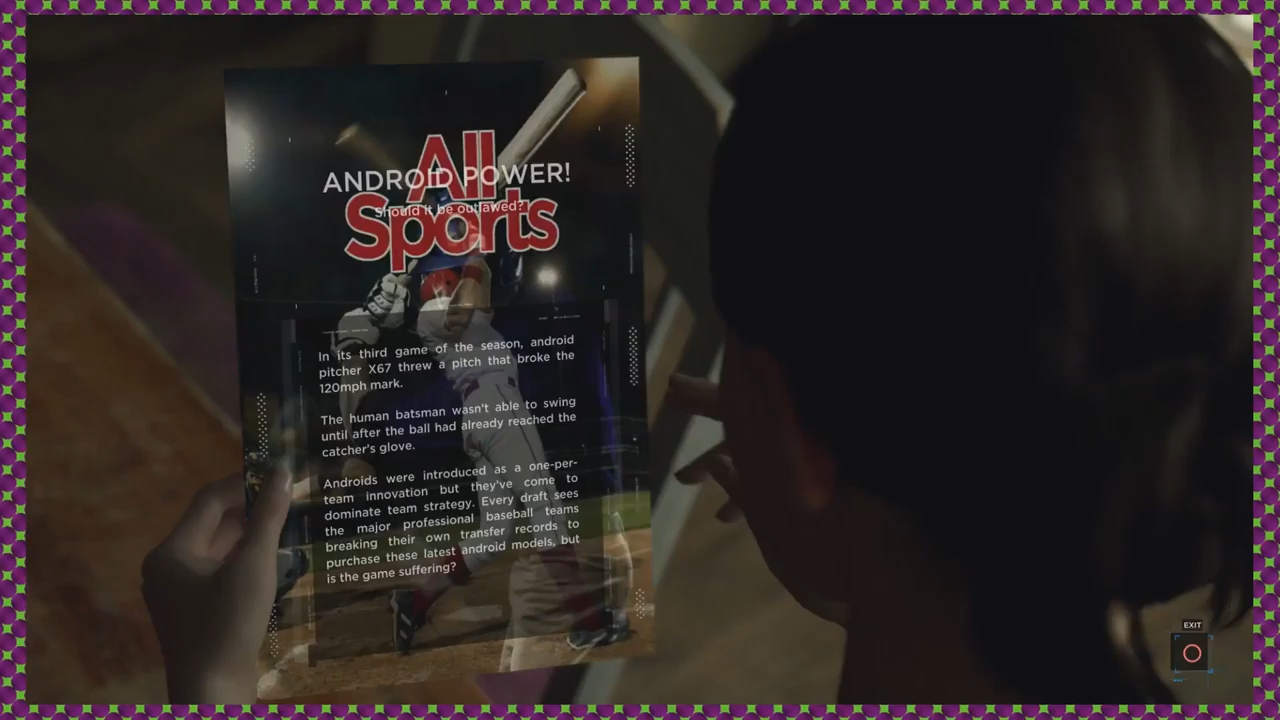 All
ANDROID POWER!
Should it be outlawed?
Sports
In its third game of the season, android
pitcher X67 threw a pitch that broke the
120mph mark.
The human batsman wasn't able to swing
until after the ball had already reached the
catcher's glove.
Androids were introduced as a one-per-
team innovation but they've come to
dominate team strategy. Every draft sees
the major professional baseball teams
breaking their own transfer records to
purchase these latest android models, but
is the game suffering?
EXIT